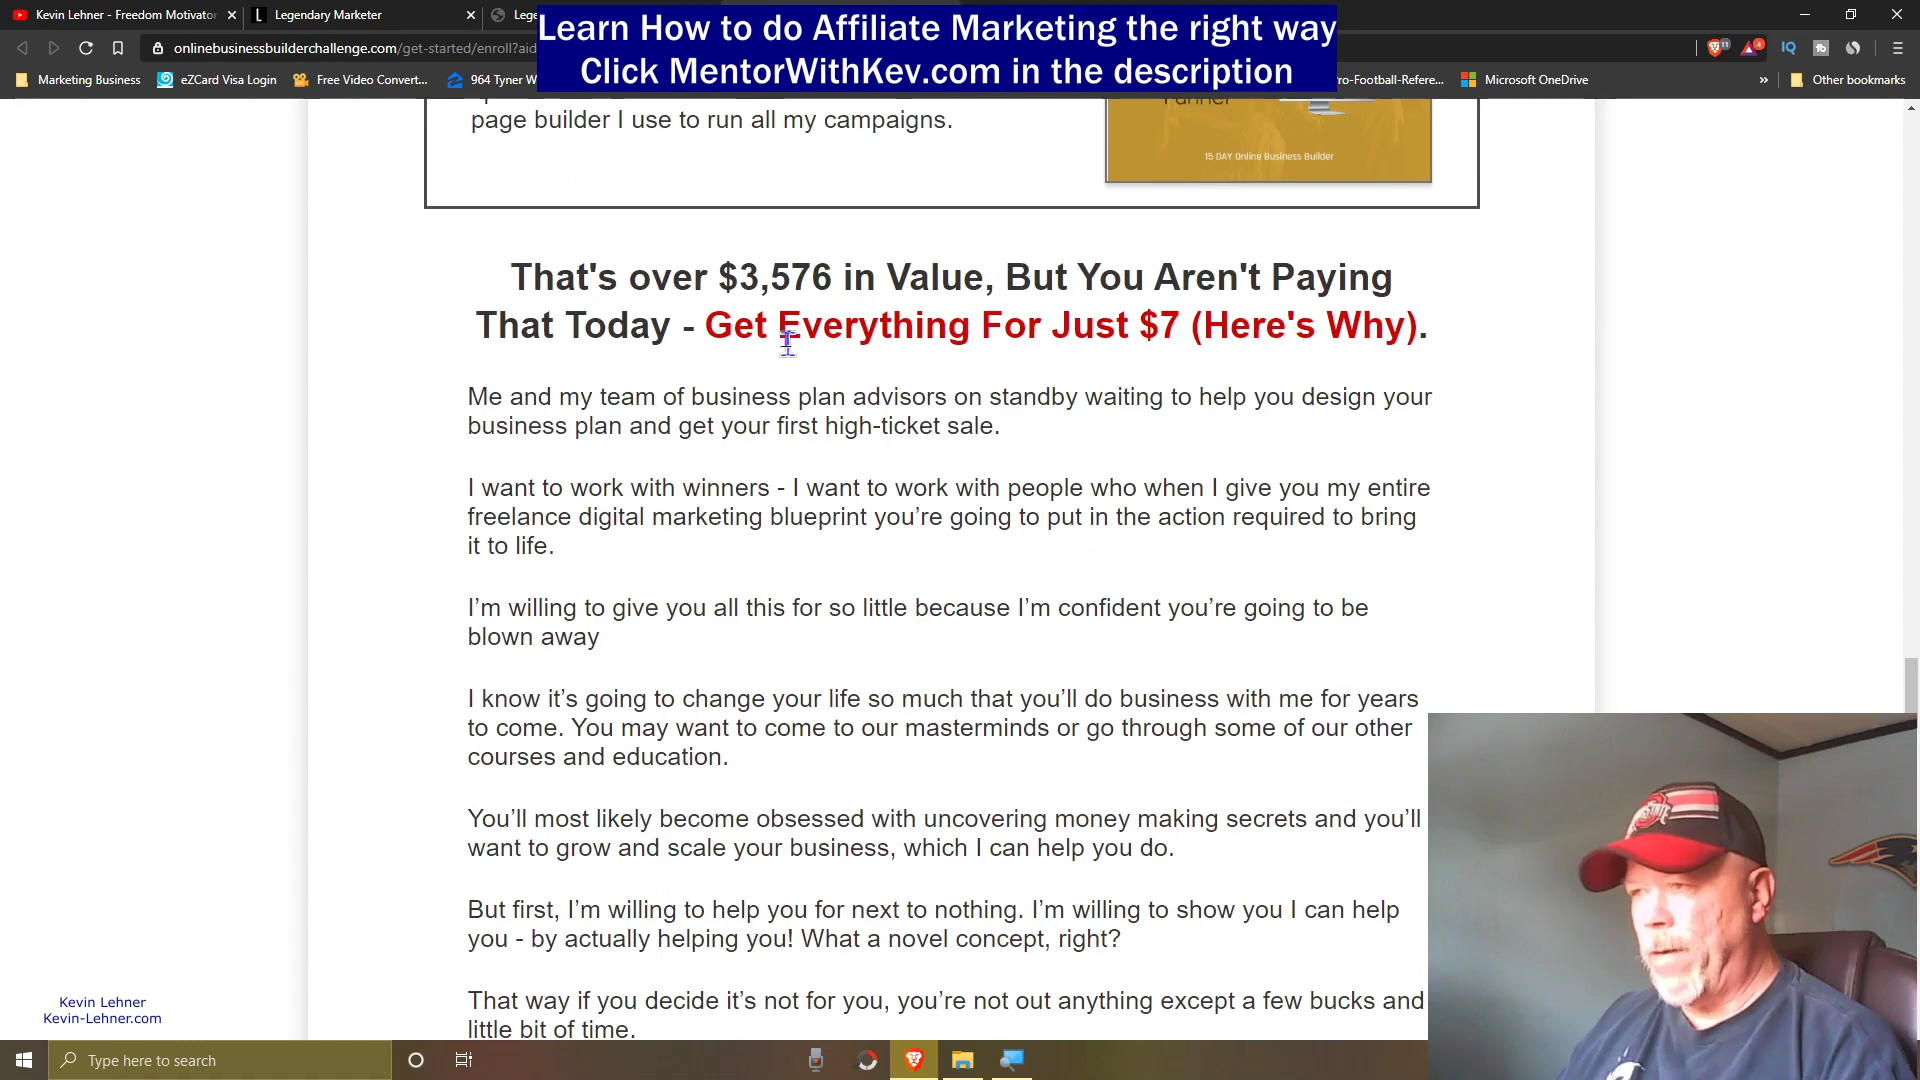 Kevin Lehner - Freedom Motivator
Legendary Marketer
Lege
Learn How to do Affiliate Marketing the right way
Click MentorWithKev.com in the description
onlinebusinessbuilderchallenge.com/get-started/enroll?aid
11
4
IQ
tb
Marketing Business
eZCard Visa Login
Free Video Convert...
964 Tyner W
ro-Football-Refere...
Microsoft OneDrive
»
Other bookmarks
page builder I use to run all my campaigns.
Funnel
15 DAY Online Business Builder
That's over $3,576 in Value, But You Aren't Paying
That Today - Get Everything For Just $7 (Here's Why).
Me and my team of business plan advisors on standby waiting to help you design your
business plan and get your first high-ticket sale.
I want to work with winners - I want to work with people who when I give you my entire
freelance digital marketing blueprint you’re going to put in the action required to bring
it to life.
I’m willing to give you all this for so little because I’m confident you’re going to be
blown away
I know it’s going to change your life so much that you’ll do business with me for years
to come. You may want to come to our masterminds or go through some of our other
courses and education.
You’ll most likely become obsessed with uncovering money making secrets and you’ll
want to grow and scale your business, which I can help you do.
But first, I’m willing to help you for next to nothing. I’m willing to show you I can help
you - by actually helping you! What a novel concept, right?
That way if you decide it’s not for you, you’re not out anything except a few bucks and
little bit of time.
Kevin Lehner
Kevin-Lehner.com
Type here to search